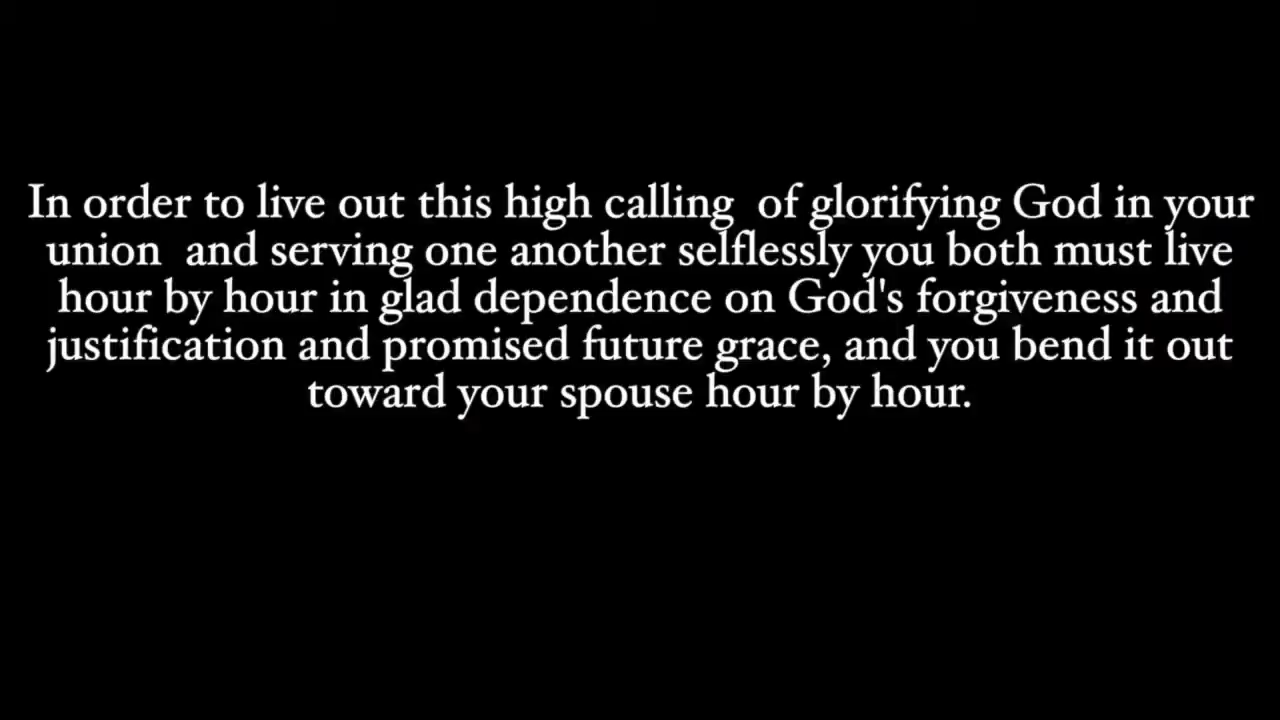 In order to live out this high calling  of glorifying God in your
union  and serving one another selflessly you both must live
hour by hour in glad dependence on God's forgiveness and
justification and promised future grace, and you bend it out
toward your spouse hour by hour.